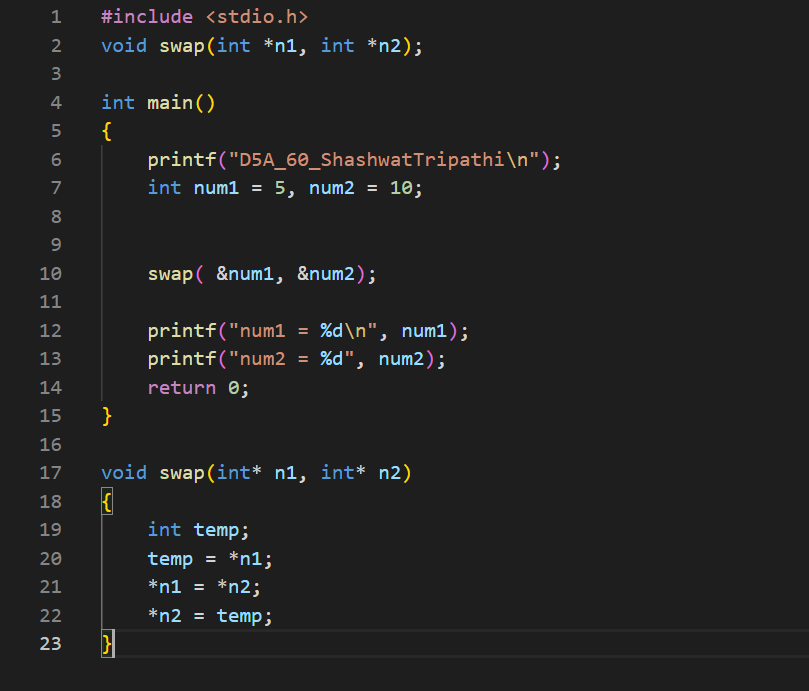 1 #include <stdio.h>
2 void swap(int *n1, int *n2);
3
4 int main()
5 {
6     printf("D5A_60_ShashwatTripathi\n");
7     int num1 = 5, num2 = 10;
8
9
10     swap( &num1, &num2);
11
12     printf("num1 = %d\n", num1);
13     printf("num2 = %d", num2);
14     return 0;
15 }
16
17 void swap(int* n1, int* n2)
18 {
19     int temp;
20     temp = *n1;
21     *n1 = *n2;
22     *n2 = temp;
23 }